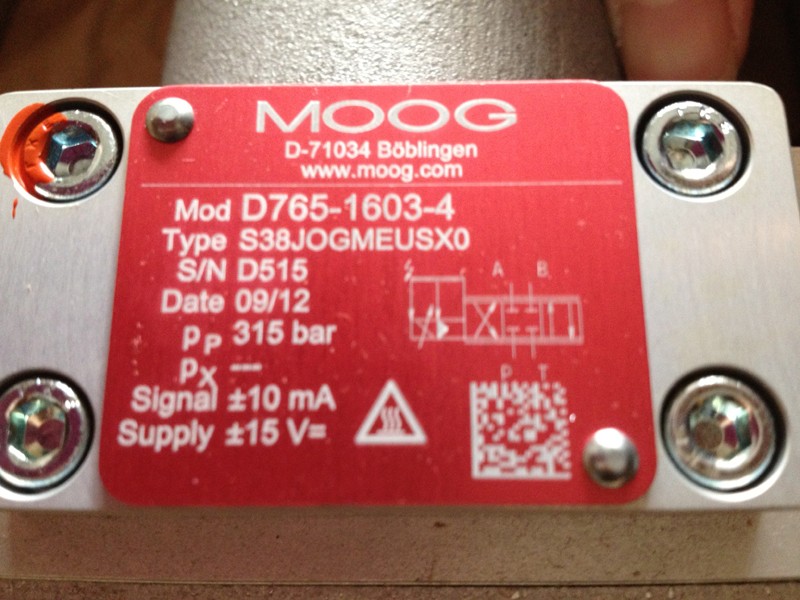 MOOG
D-71034 Böblingen
www.moog.com
Mod D765-1603-4
Type S38JOGMEUSX0
S/N D515
Date 09/12
pP 315 bar
pX ---
Signal ±10 mA
Supply ±15 V=
A B
P T